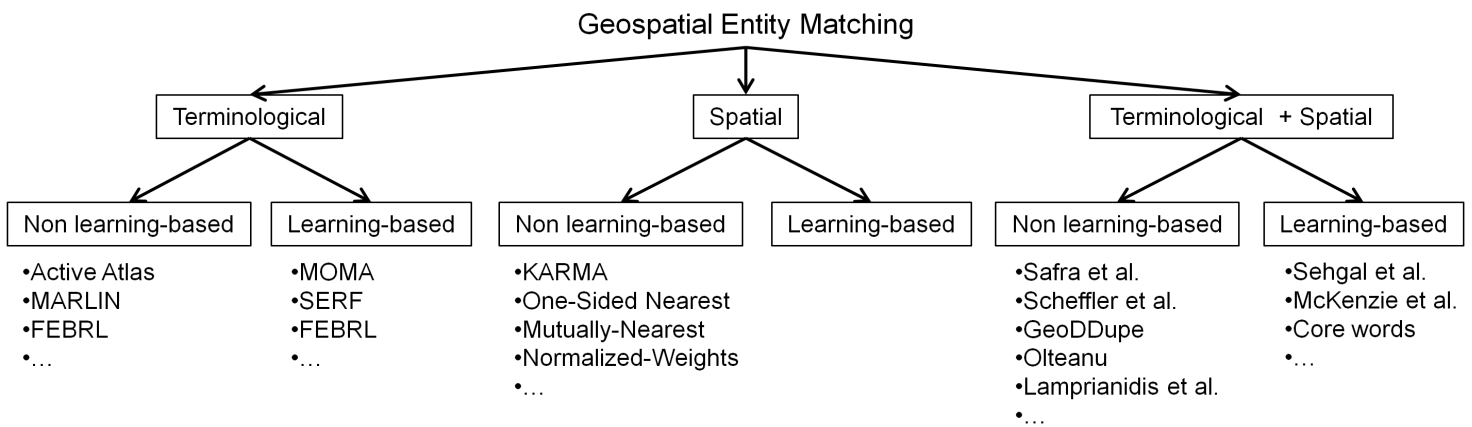 Geospatial Entity Matching
Terminological
Spatial
Terminological + Spatial
Non learning-based
Learning-based
Non learning-based
Learning-based
Non learning-based
Learning-based
•Active Atlas
•MARLIN
•FEBRL
•…
•MOMA
•SERF
•FEBRL
•…
•KARMA
•One-Sided Nearest
•Mutually-Nearest
•Normalized-Weights
•…
•Safra et al.
•Scheffler et al.
•GeoDDupe
•Olteanu
•Lamprianidis et al.
•…
•Sehgal et al.
•McKenzie et al.
•Core words
•…